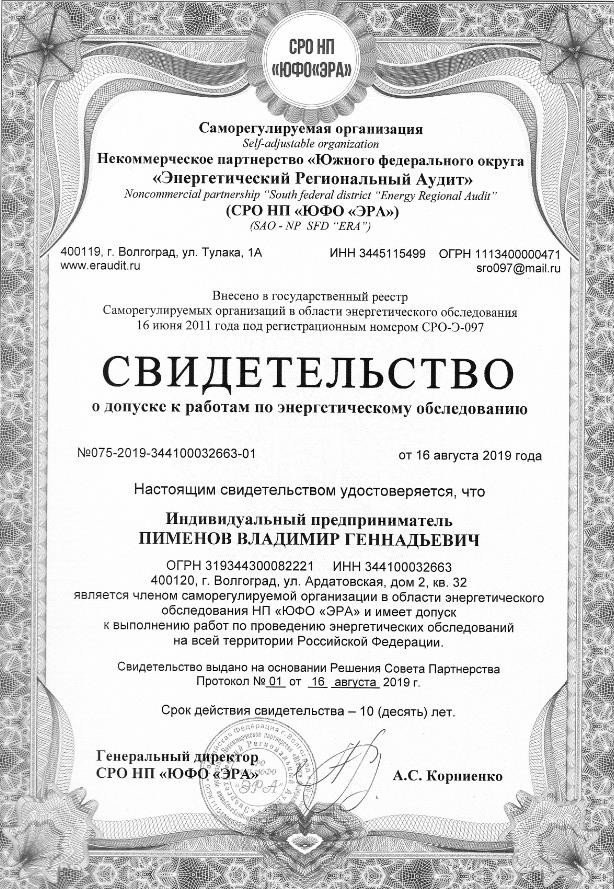 СРО НП
«ЮФО«ЭРА»
Саморегулируемая организация
Self-adjustable organization
Некоммерческое партнерство «Южного федерального округа
«Энергетический Региональный Аудит»
Noncommercial partnership “South federal district “Energy Regional Audit”
(СРО НП «ЮФО «ЭРА»)
(SAO - NP SFD “ERA”)
400119, г. Волгоград, ул. Тулака, 1А ИНН 3445115499 ОГРН 1113400000471
www.eraudit.ru sro097@mail.ru
Внесено в государственный реестр
Саморегулируемых организаций в области энергетического обследования
16 июня 2011 года под регистрационным номером СРО-Э-097
СВИДЕТЕЛЬСТВО
о допуске к работам по энергетическому обследованию
№075-2019-344100032663-01 от 16 августа 2019 года
Настоящим свидетельством удостоверяется, что
Индивидуальный предприниматель
ПИМЕНОВ ВЛАДИМИР ГЕННАДЬЕВИЧ
ОГРН 319344300082221 ИНН 344100032663
400120, г. Волгоград, ул. Ардатовская, дом 2, кв. 32
является членом саморегулируемой организации в области энергетического
обследования НП «ЮФО «ЭРА» и имеет допуск
к выполнению работ по проведению энергетических обследований
на всей территории Российской Федерации.
Свидетельство выдано на основании Решения Совета Партнерства
Протокол № 01 от 16 августа 2019 г.
Срок действия свидетельства – 10 (десять) лет.
Генеральный директор
СРО НП «ЮФО «ЭРА» А.С. Корниенко